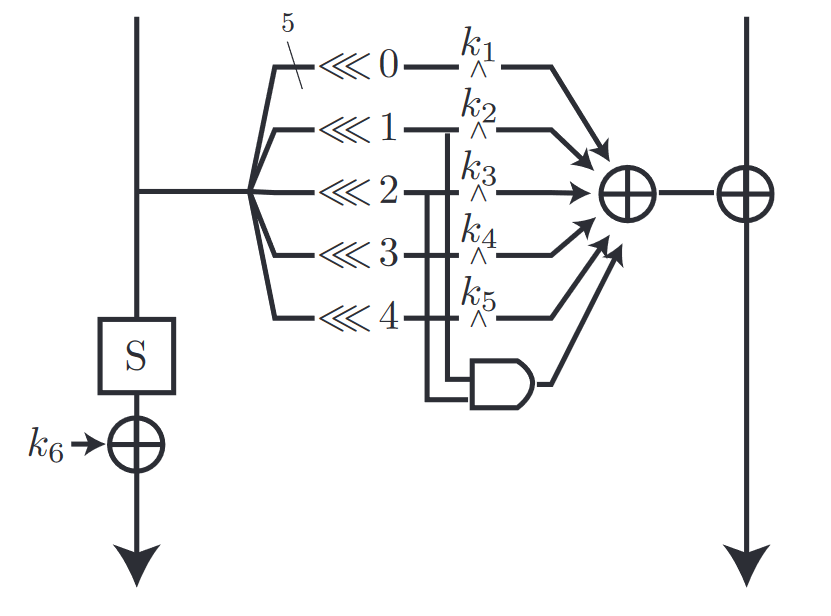 5
⋘ 0 k₁ ∧
⋘ 1 k₂ ∧
⋘ 2 k₃ ∧
⋘ 3 k₄ ∧
⋘ 4 k₅ ∧
S
k₆